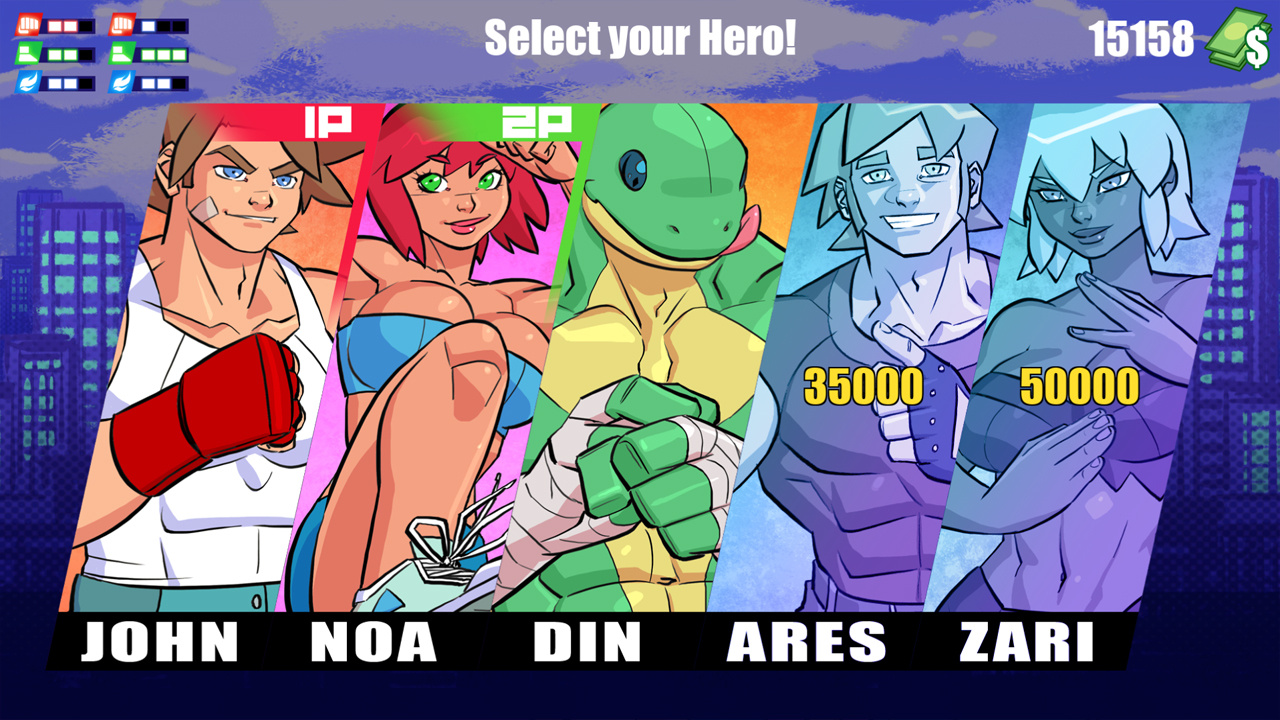 Select your Hero!
15158 $
1P
2P
35000
50000
JOHN
NOA
DIN
ARES
ZARI